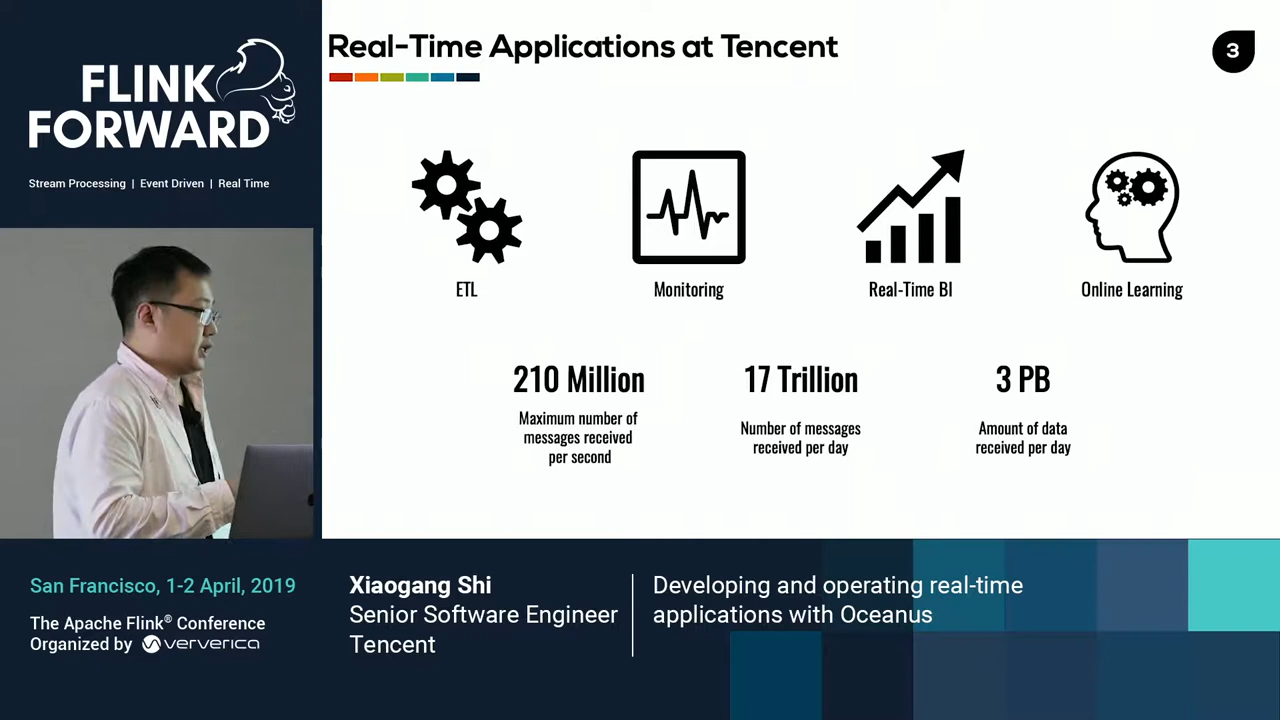 FLINK
FORWARD
Stream Processing | Event Driven | Real Time
Real-Time Applications at Tencent
3
ETL
Monitoring
Real-Time BI
Online Learning
210 Million
Maximum number of
messages received
per second
17 Trillion
Number of messages
received per day
3 PB
Amount of data
received per day
San Francisco, 1-2 April, 2019
The Apache Flink® Conference
Organized by ververica
Xiaogang Shi
Senior Software Engineer
Tencent
Developing and operating real-time
applications with Oceanus